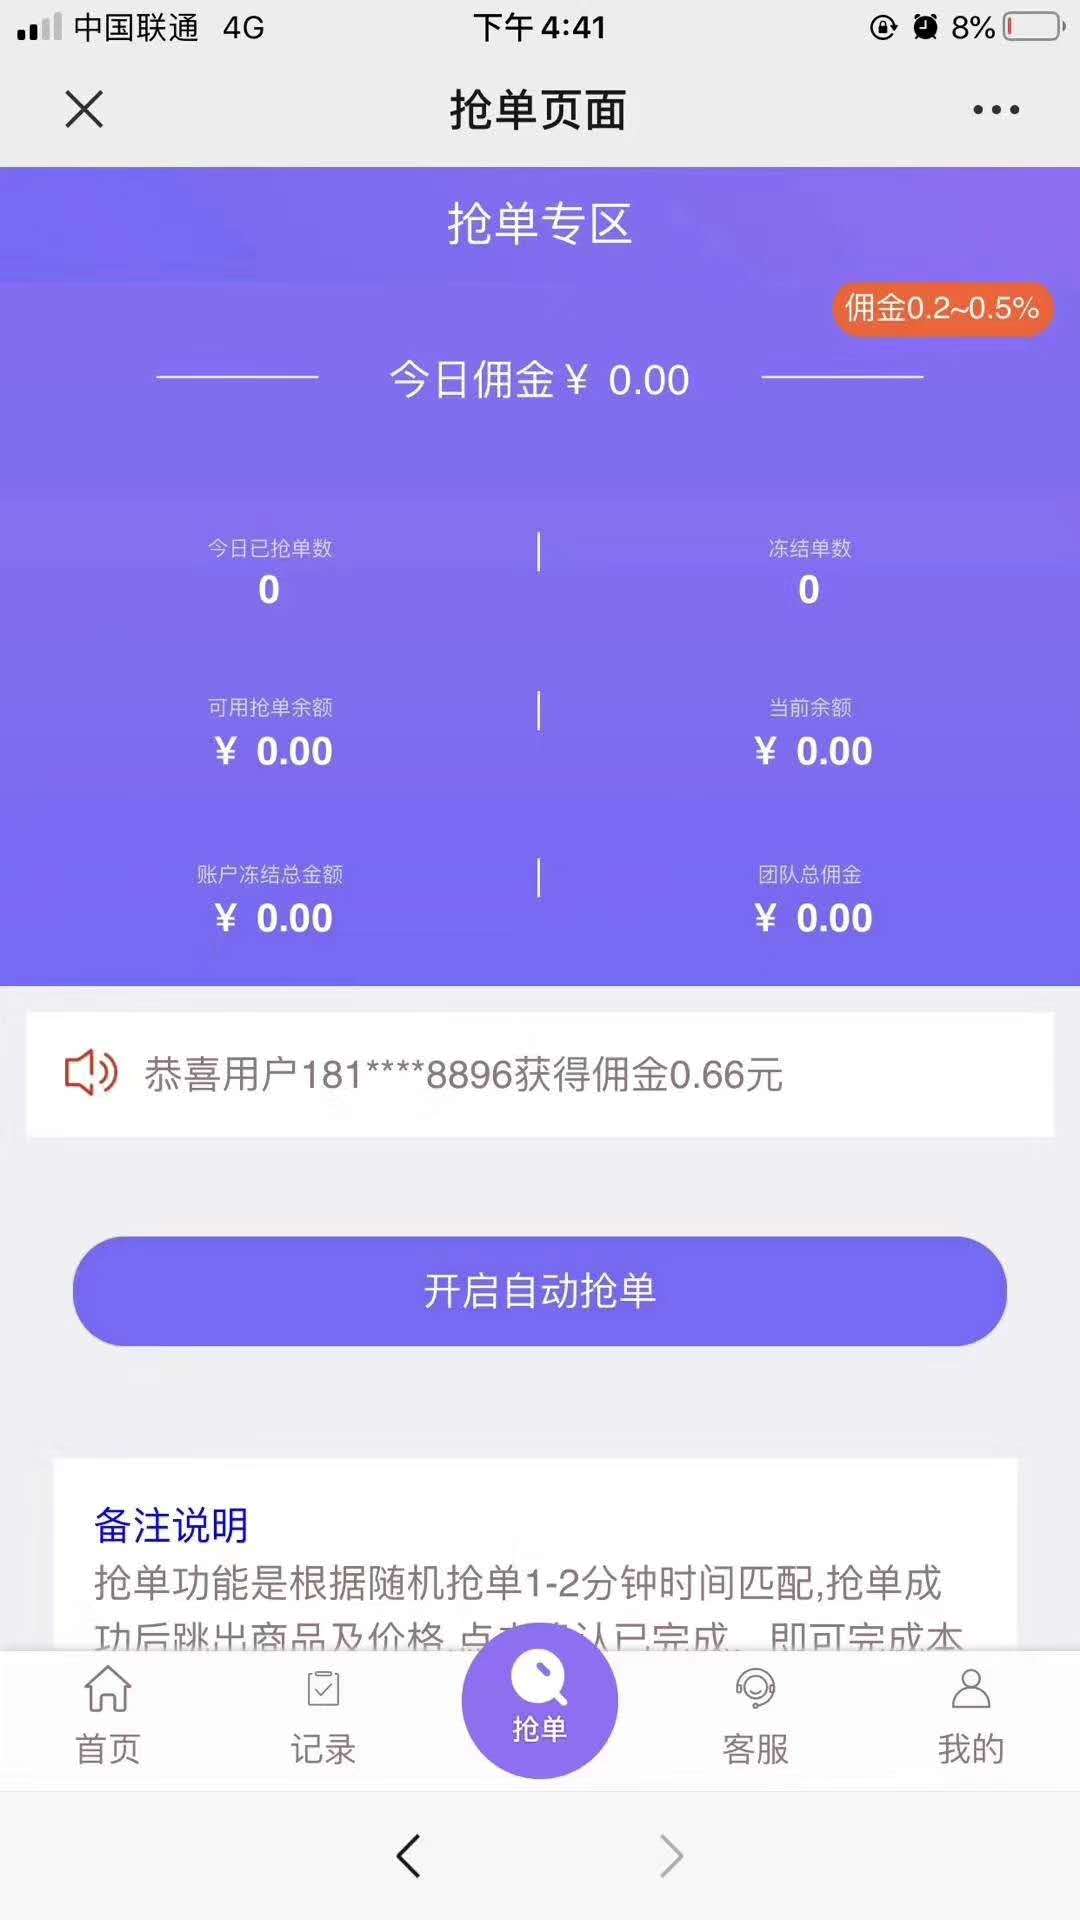 中国联通 4G 下午 4:41 8%
抢单页面
抢单专区
佣金0.2~0.5%
今日佣金¥ 0.00
今日已抢单数 冻结单数
0 0
可用抢单余额 当前余额
¥ 0.00 ¥ 0.00
账户冻结总金额 团队总佣金
¥ 0.00 ¥ 0.00
恭喜用户181****8896获得佣金0.66元
开启自动抢单
备注说明
抢单功能是根据随机抢单1-2分钟时间匹配,抢单成
功后跳出商品及价格,点击确认已完成。即可完成本
首页 记录 抢单 客服 我的